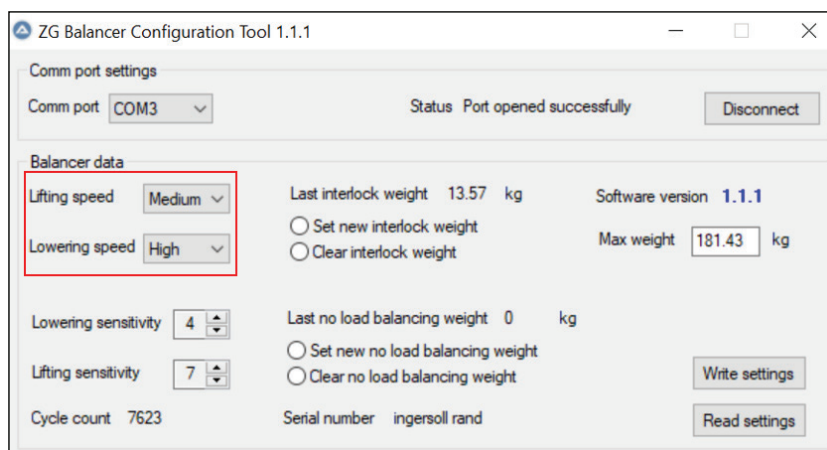 ZG Balancer Configuration Tool 1.1.1
Comm port settings
Comm port COM3 Status Port opened successfully Disconnect
Balancer data
Lifting speed Medium Last interlock weight 13.57 kg Software version 1.1.1
Set new interlock weight
Lowering speed High Clear interlock weight Max weight 181.43 kg
Lowering sensitivity 4 Last no load balancing weight 0 kg
Set new no load balancing weight
Lifting sensitivity 7 Clear no load balancing weight Write settings
Cycle count 7623 Serial number ingersoll rand Read settings